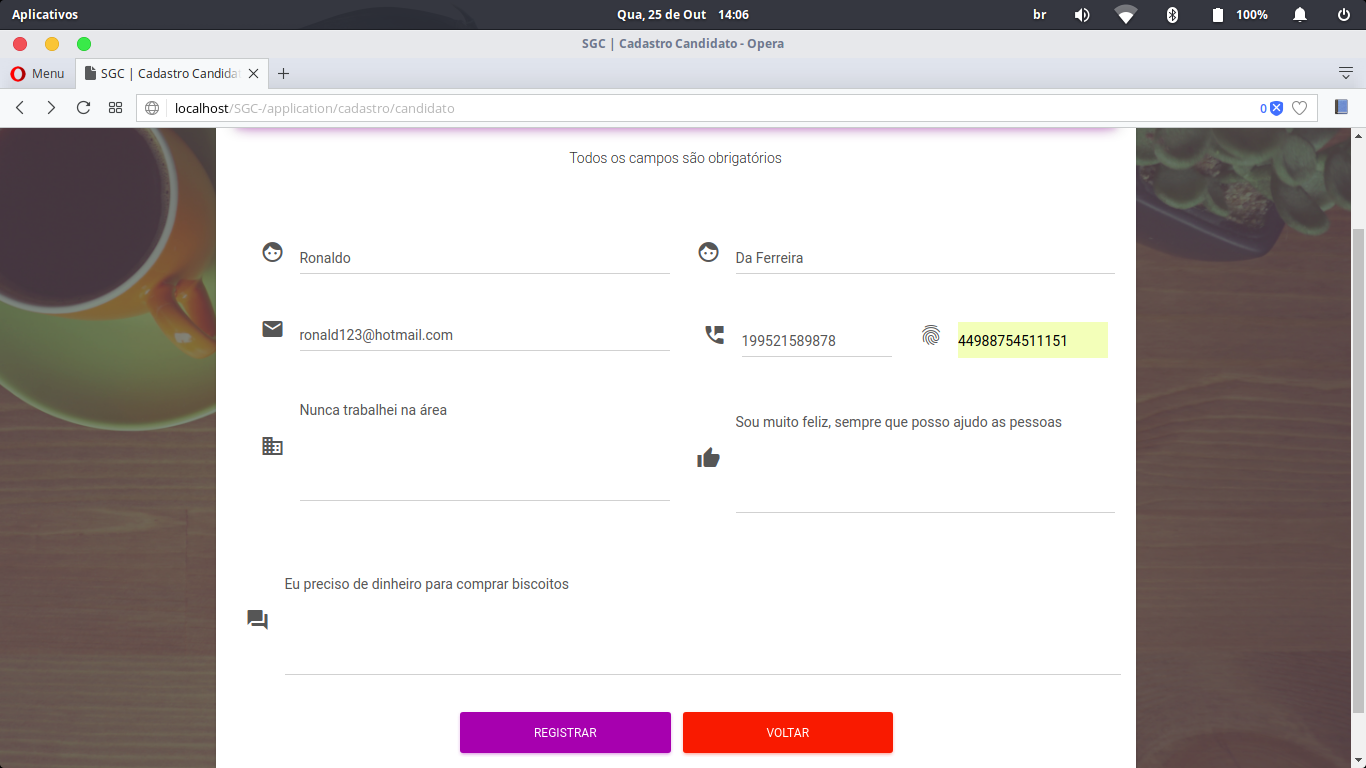 Aplicativos
Qua, 25 de Out 14:06
br
100%
SGC | Cadastro Candidato - Opera
Menu
SGC | Cadastro Candidat
localhost/SGC-/application/cadastro/candidato
0
Todos os campos são obrigatórios
Ronaldo
Da Ferreira
ronald123@hotmail.com
199521589878
44988754511151
Nunca trabalhei na área
Sou muito feliz, sempre que posso ajudo as pessoas
Eu preciso de dinheiro para comprar biscoitos
REGISTRAR
VOLTAR